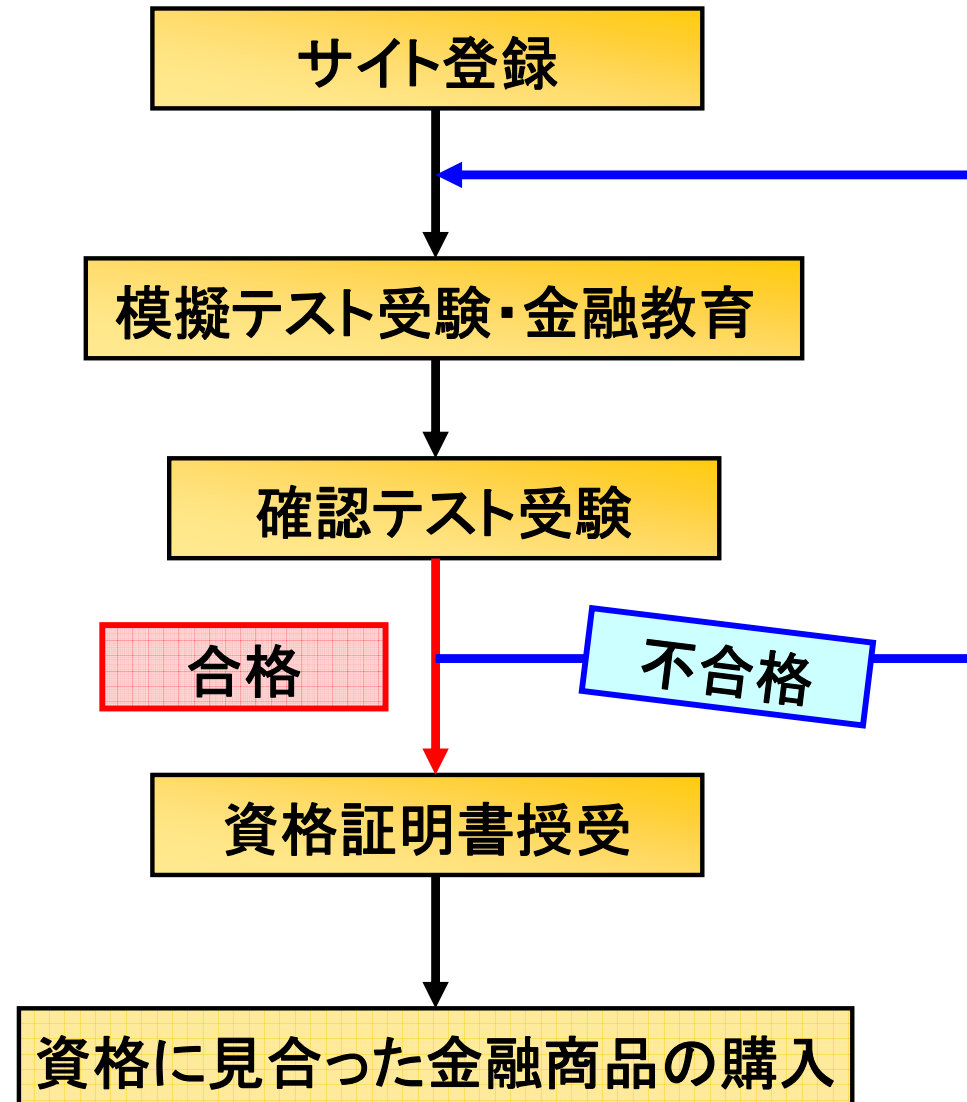 サイト登録
模擬テスト受験・金融教育
確認テスト受験
合格
不合格
資格証明書授受
資格に見合った金融商品の購入